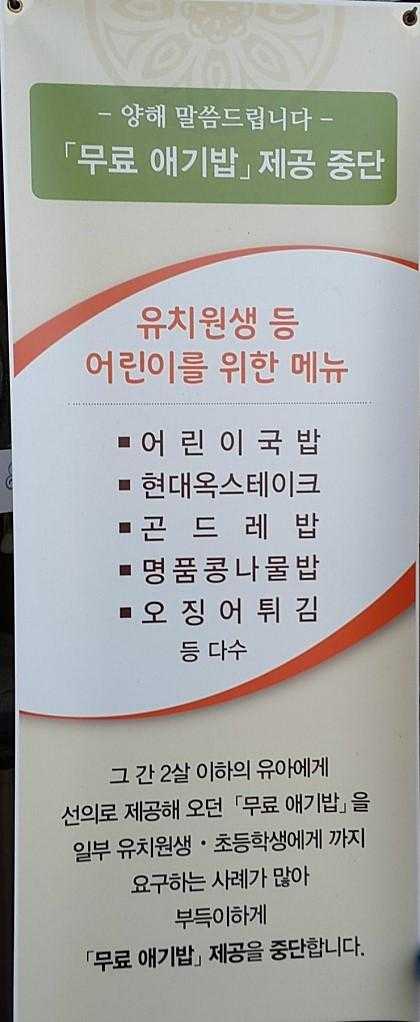 - 양해 말씀드립니다 -
「무료 애기밥」 제공 중단
유치원생 등
어린이를 위한 메뉴
▪ 어린이국밥
▪ 현대옥스테이크
▪ 곤드레밥
▪ 명품콩나물밥
▪ 오징어튀김
등 다수
그 간 2살 이하의 유아에게
선의로 제공해 오던 「무료 애기밥」을
일부 유치원생・초등학생에게 까지
요구하는 사례가 많아
부득이하게
「무료 애기밥」 제공을 중단합니다.